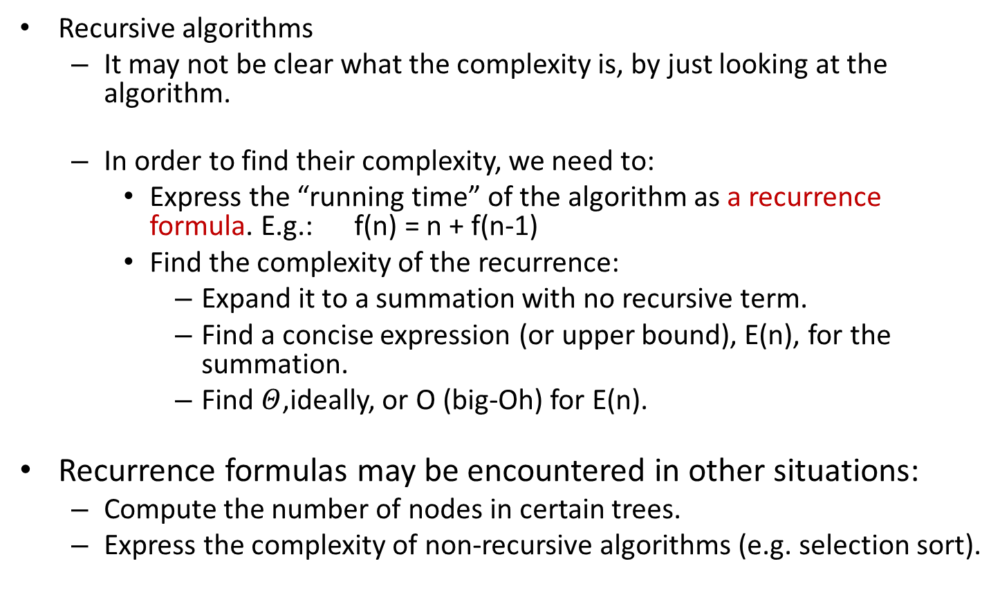 • Recursive algorithms
– It may not be clear what the complexity is, by just looking at the
algorithm.
– In order to find their complexity, we need to:
• Express the “running time” of the algorithm as a recurrence
formula. E.g.: f(n) = n + f(n-1)
• Find the complexity of the recurrence:
– Expand it to a summation with no recursive term.
– Find a concise expression (or upper bound), E(n), for the
summation.
– Find Θ,ideally, or O (big-Oh) for E(n).
• Recurrence formulas may be encountered in other situations:
– Compute the number of nodes in certain trees.
– Express the complexity of non-recursive algorithms (e.g. selection sort).